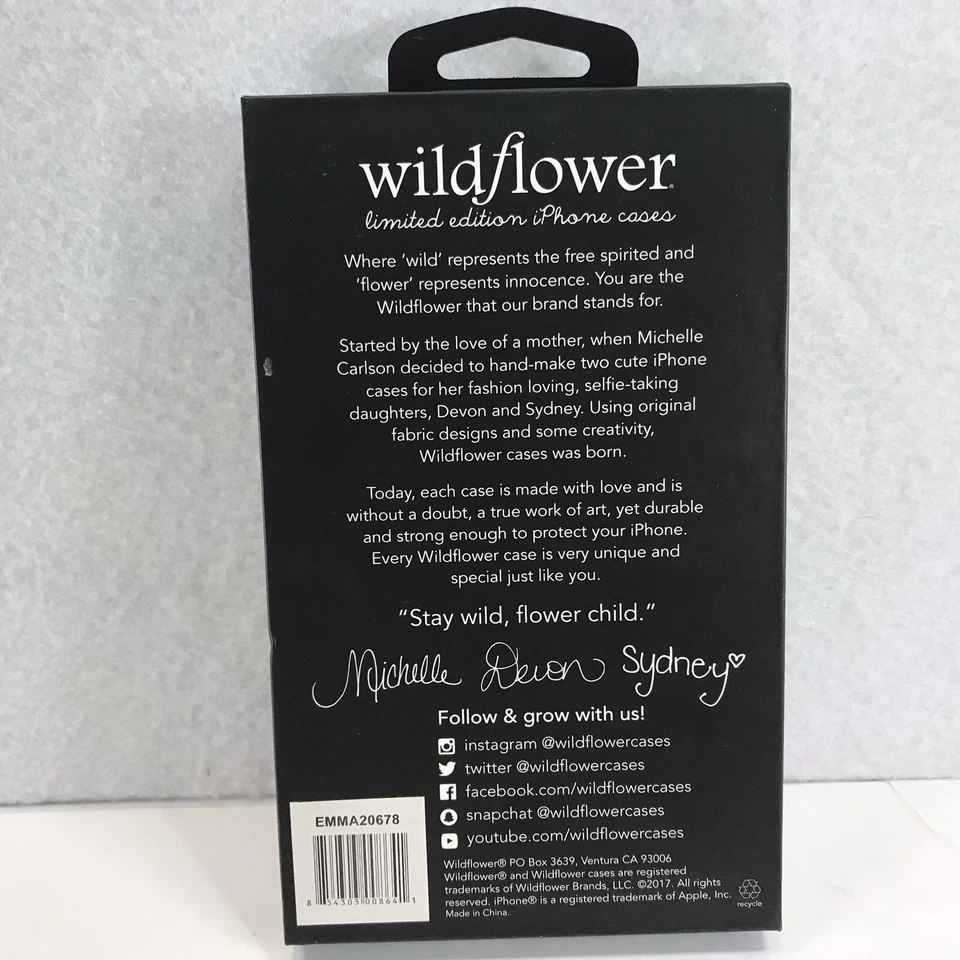 wildflower®
limited edition iPhone cases
Where ‘wild’ represents the free spirited and
‘flower’ represents innocence. You are the
Wildflower that our brand stands for.
Started by the love of a mother, when Michelle
Carlson decided to hand-make two cute iPhone
cases for her fashion loving, selfie-taking
daughters, Devon and Sydney. Using original
fabric designs and some creativity,
Wildflower cases was born.
Today, each case is made with love and is
without a doubt, a true work of art, yet durable
and strong enough to protect your iPhone.
Every Wildflower case is very unique and
special just like you.
“Stay wild, flower child.”
Michelle Devon Sydney♡
Follow & grow with us!
instagram @wildflowercases
twitter @wildflowercases
facebook.com/wildflowercases
snapchat @wildflowercases
youtube.com/wildflowercases
EMMA20678
8 54303 00864 1
Wildflower® PO Box 3639, Ventura CA 93006
Wildflower® and Wildflower cases are registered
trademarks of Wildflower Brands, LLC. ©2017. All rights
reserved. iPhone® is a registered trademark of Apple, Inc.
Made in China.
recycle